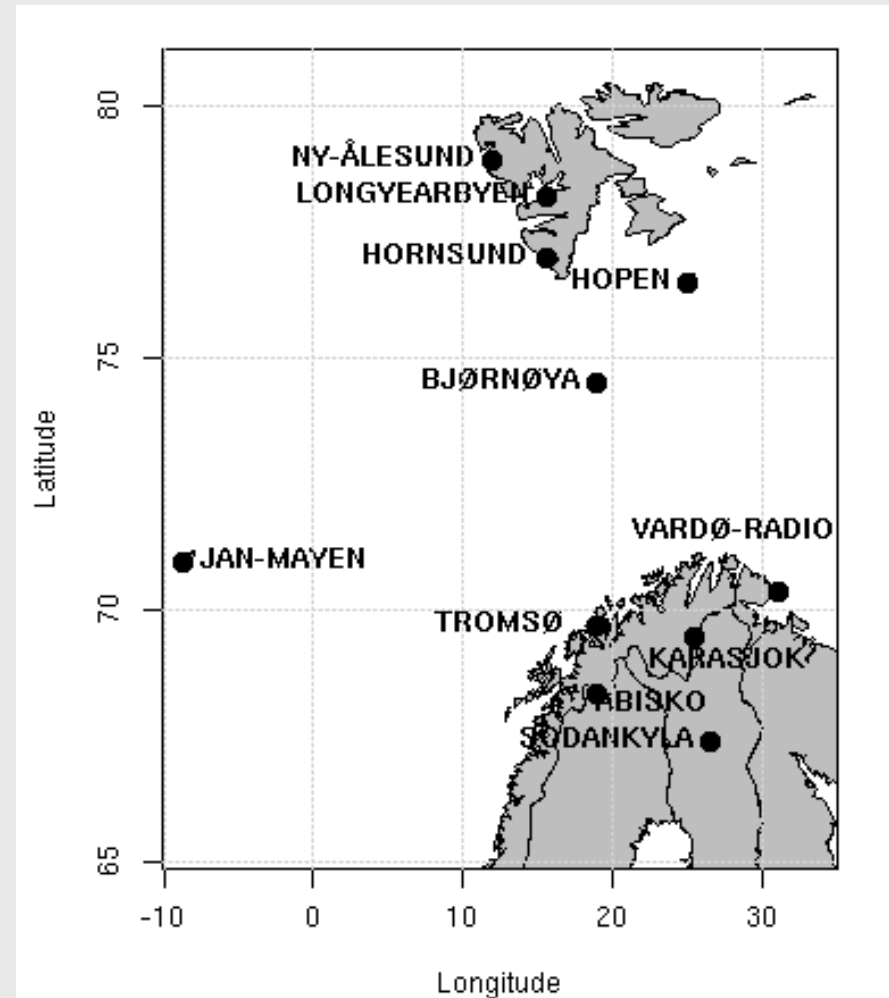 80
NY-ÅLESUND
LONGYEARBYEN
HORNSUND
HOPEN
75
BJØRNØYA
Latitude
VARDØ-RADIO
JAN-MAYEN
70
TROMSØ
KARASJOK
ABISKO
SODANKYLA
65
-10 0 10 20 30
Longitude